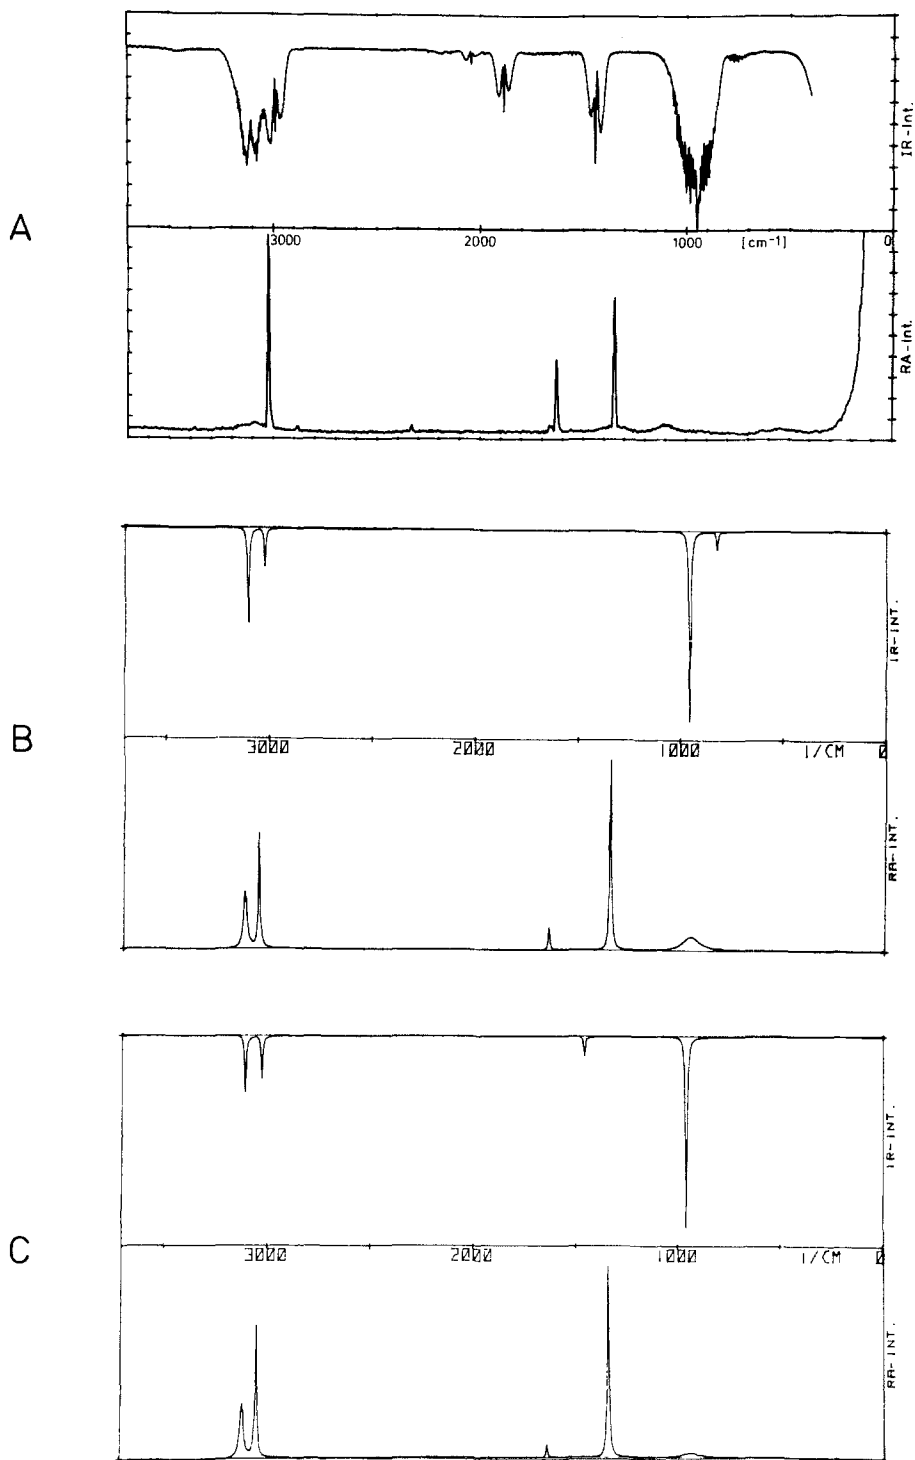 A
IR-Int.
3000 2000 1000 [cm⁻¹] 0
RA-Int.
B
IR-INT.
3000 2000 1000 1/CM 0
RA-INT.
C
IR-INT.
3000 2000 1000 1/CM 0
RA-INT.